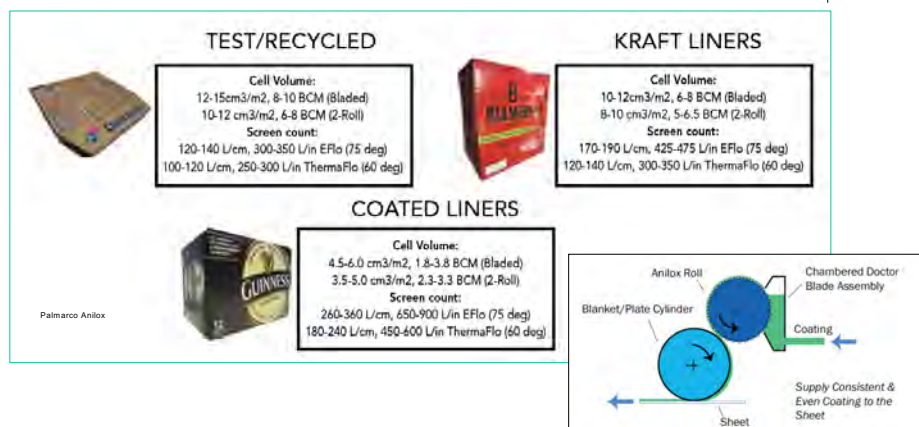 TEST/RECYCLED
Cell Volume:
12-15cm3/m2, 8-10 BCM (Bladed)
10-12 cm3/m2, 6-8 BCM (2-Roll)
Screen count:
120-140 L/cm, 300-350 L/in EFlo (75 deg)
100-120 L/cm, 250-300 L/in ThermaFlo (60 deg)
KRAFT LINERS
Cell Volume:
10-12cm3/m2, 6-8 BCM (Bladed)
8-10 cm3/m2, 5-6.5 BCM (2-Roll)
Screen count:
170-190 L/cm, 425-475 L/in EFlo (75 deg)
120-140 L/cm, 300-350 L/in ThermaFlo (60 deg)
COATED LINERS
Cell Volume:
4.5-6.0 cm3/m2, 1.8-3.8 BCM (Bladed)
3.5-5.0 cm3/m2, 2.3-3.3 BCM (2-Roll)
Screen count:
260-360 L/cm, 650-900 L/in EFlo (75 deg)
180-240 L/cm, 450-600 L/in ThermaFlo (60 deg)
GUINNESS
12
Palmarco Anilox
Anilox Roll
Chambered Doctor
Blade Assembly
Blanket/Plate Cylinder
Coating
Supply Consistent &
Even Coating to the
Sheet
Sheet